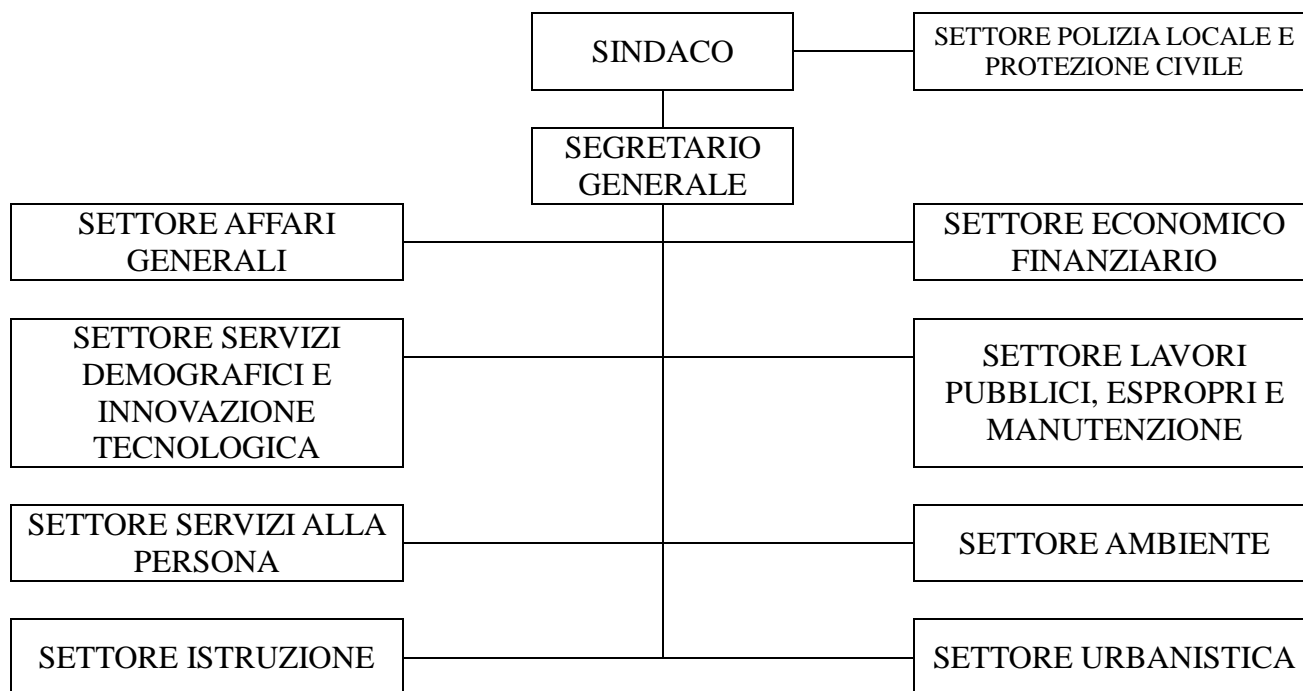 SINDACO
SETTORE POLIZIA LOCALE E
PROTEZIONE CIVILE
SEGRETARIO
GENERALE
SETTORE AFFARI
GENERALI
SETTORE ECONOMICO
FINANZIARIO
SETTORE SERVIZI
DEMOGRAFICI E
INNOVAZIONE
TECNOLOGICA
SETTORE LAVORI
PUBBLICI, ESPROPRI E
MANUTENZIONE
SETTORE SERVIZI ALLA
PERSONA
SETTORE AMBIENTE
SETTORE ISTRUZIONE
SETTORE URBANISTICA